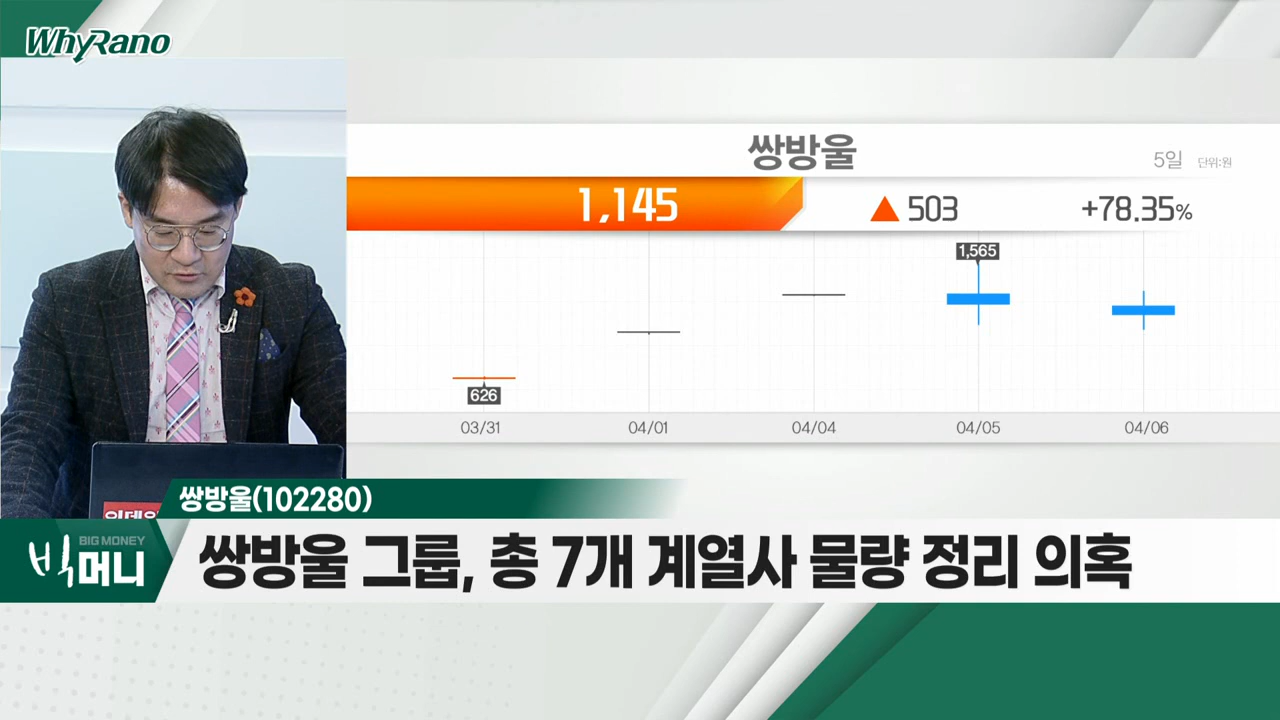 WhyRano
쌍방울
5일 단위:원
1,145 ▲ 503 +78.35%
1,565
626
03/31 04/01 04/04 04/05 04/06
쌍방울(102280)
BIG MONEY
빅머니
쌍방울 그룹, 총 7개 계열사 물량 정리 의혹